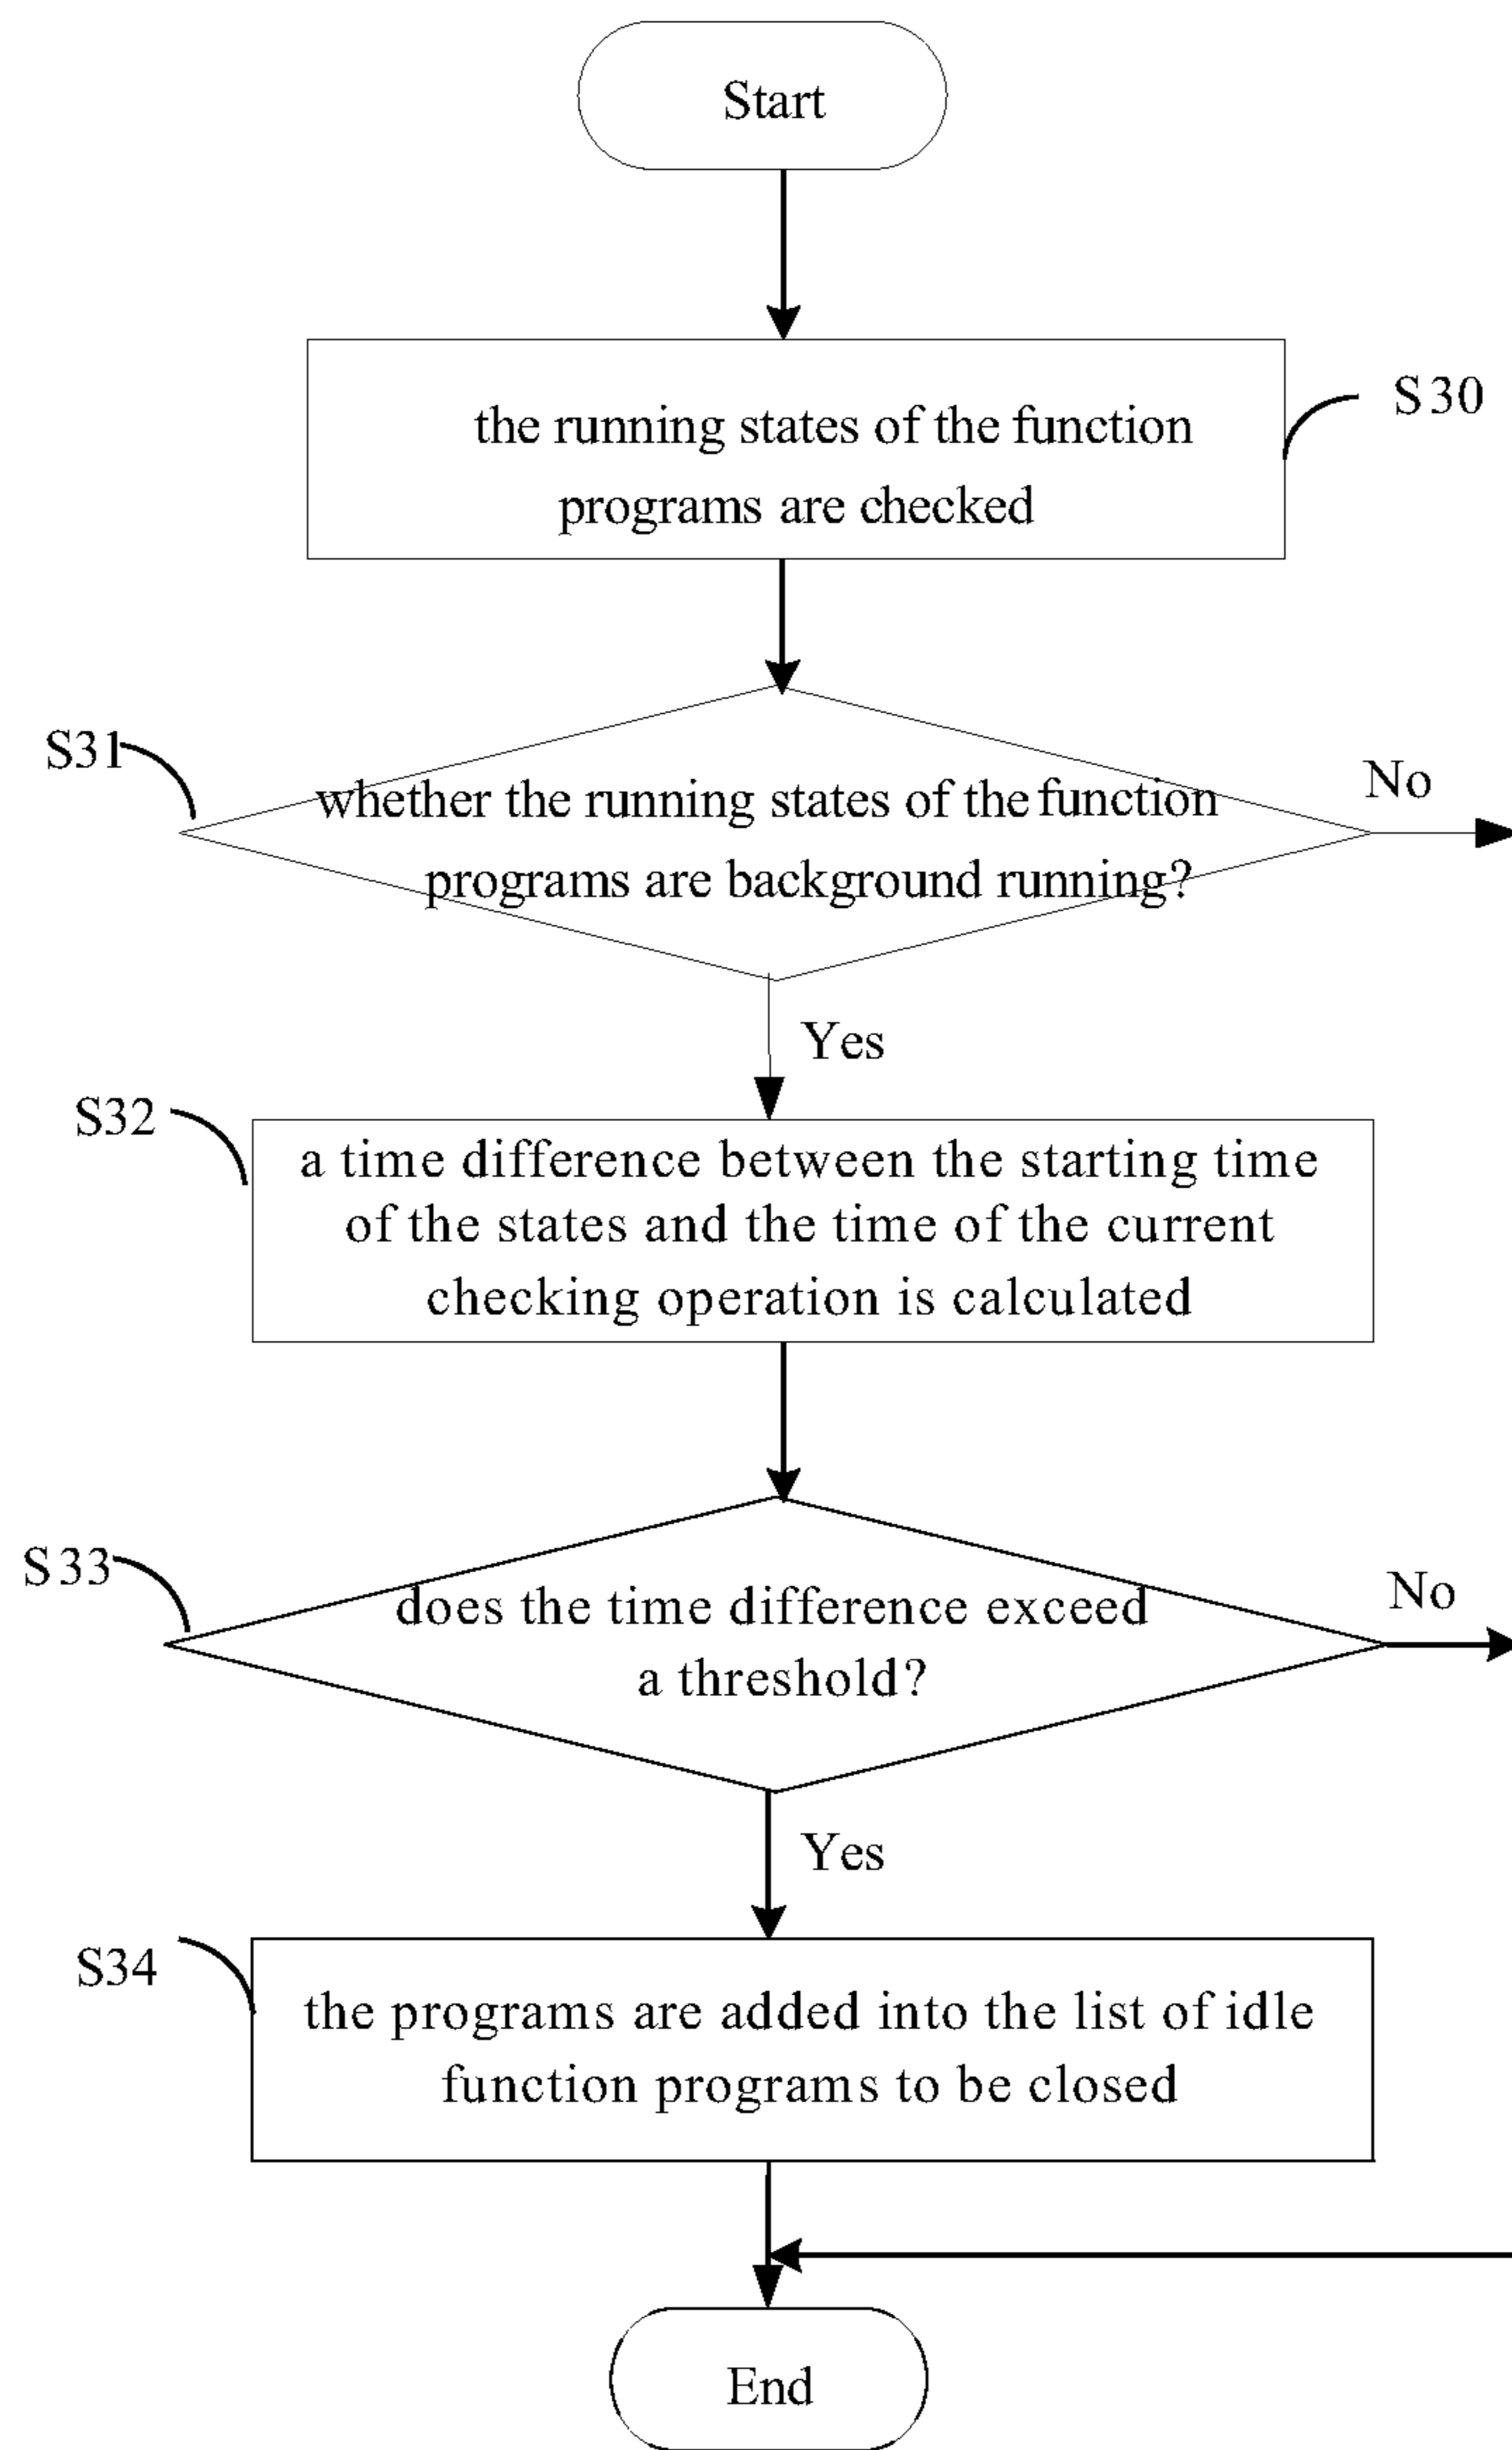 Start
the running states of the function
programs are checked
S30
S31
whether the running states of the function
programs are background running?
No
Yes
S32
a time difference between the starting time
of the states and the time of the current
checking operation is calculated
S33
does the time difference exceed
a threshold?
No
Yes
S34
the programs are added into the list of idle
function programs to be closed
End